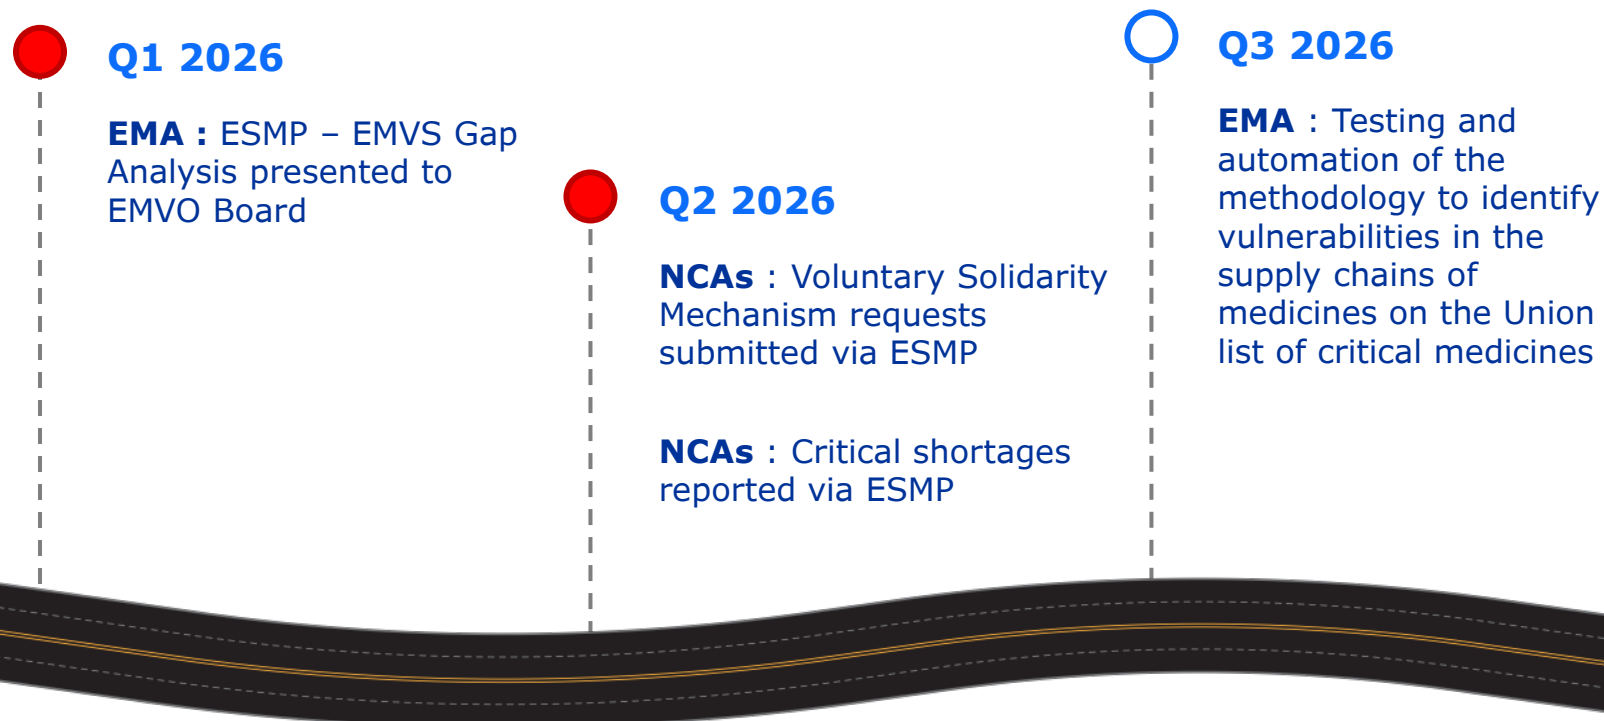 Q1 2026
EMA : ESMP – EMVS Gap
Analysis presented to
EMVO Board
Q2 2026
NCAs : Voluntary Solidarity
Mechanism requests
submitted via ESMP
NCAs : Critical shortages
reported via ESMP
Q3 2026
EMA : Testing and
automation of the
methodology to identify
vulnerabilities in the
supply chains of
medicines on the Union
list of critical medicines